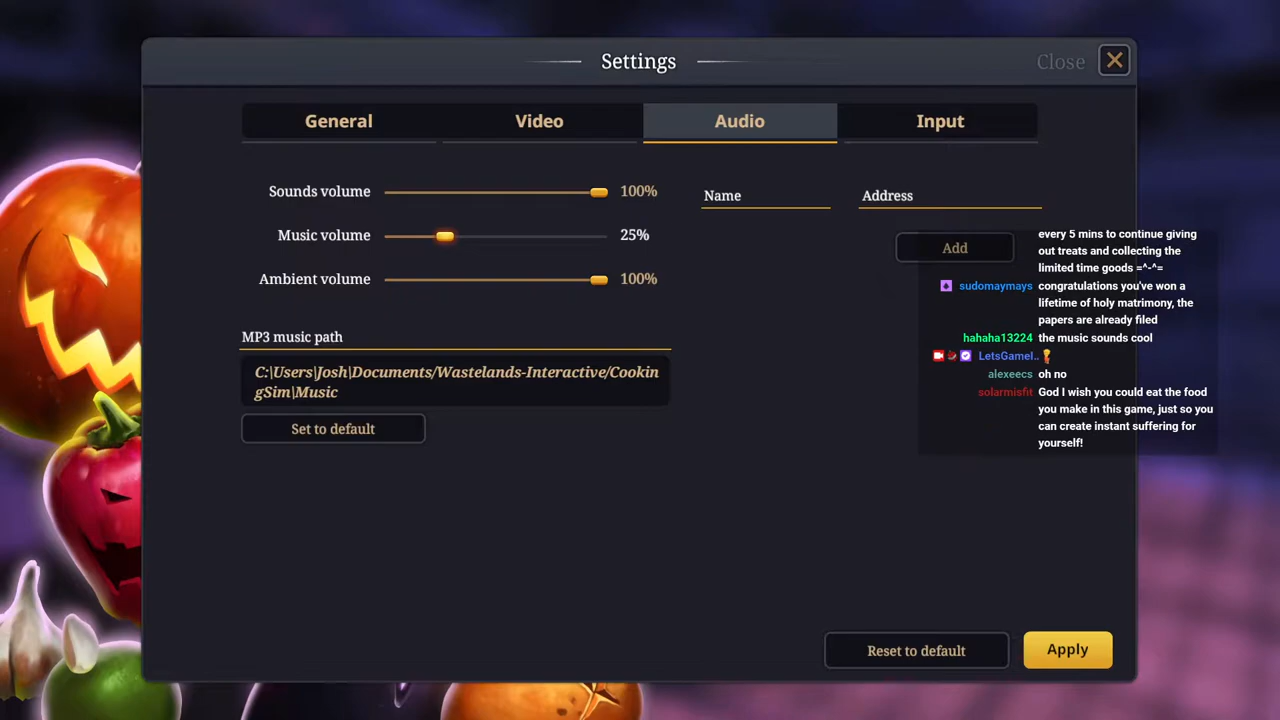 Settings
Close
General
Video
Audio
Input
Sounds volume
100%
Music volume
25%
Ambient volume
100%
MP3 music path
C:\Users\Josh\Documents/Wastelands-Interactive/Cookin
gSim\Music
Set to default
Name
Address
Add
every 5 mins to continue giving
out treats and collecting the
limited time goods =^-^=
sudomaymays congratulations you've won a
lifetime of holy matrimony, the
papers are already filed
hahaha13224 the music sounds cool
LetsGameI..
alexeecs oh no
solarmisfit God I wish you could eat the food
you make in this game, just so you
can create instant suffering for
yourself!
Reset to default
Apply